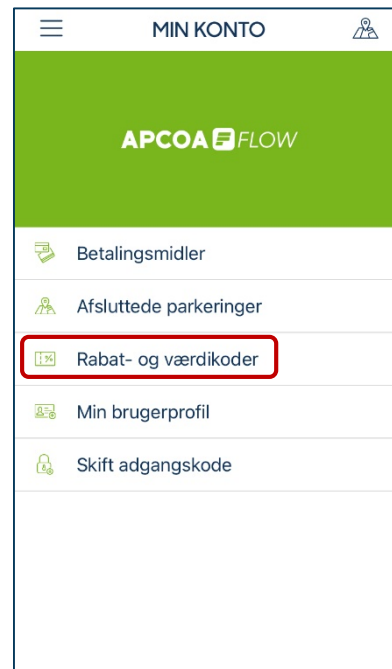 MIN KONTO
APCOA FLOW
Betalingsmidler
Afsluttede parkeringer
Rabat- og værdikoder
Min brugerprofil
Skift adgangskode